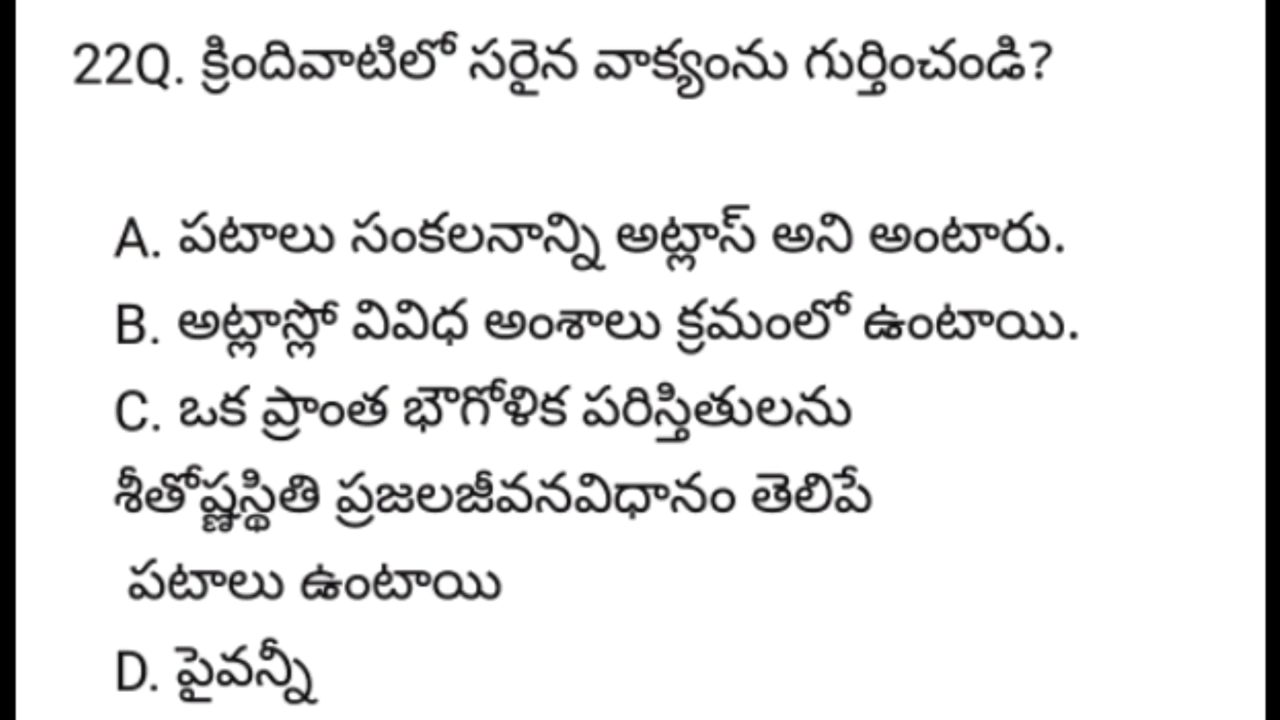 22Q. క్రిందివాటిలో సరైన వాక్యంను గుర్తించండి?
A. పటాలు సంకలనాన్ని అట్లాస్ అని అంటారు.
B. అట్లాస్లో వివిధ అంశాలు క్రమంలో ఉంటాయి.
C. ఒక ప్రాంత భౌగోళిక పరిస్తితులను
శీతోష్ణస్థితి ప్రజలజీవనవిధానం తెలిపే
పటాలు ఉంటాయి
D. పైవన్నీ